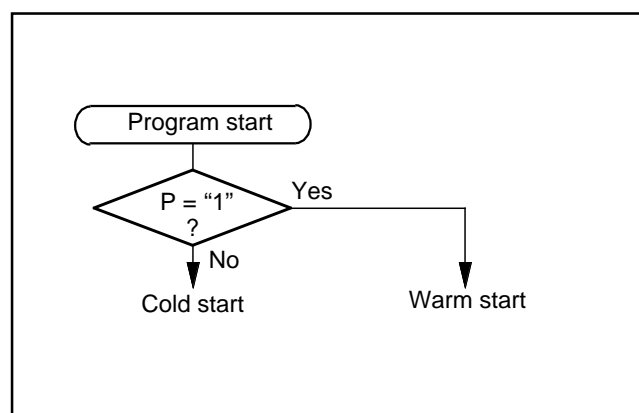 Program start
P = “1”
?
Yes
No
Cold start
Warm start